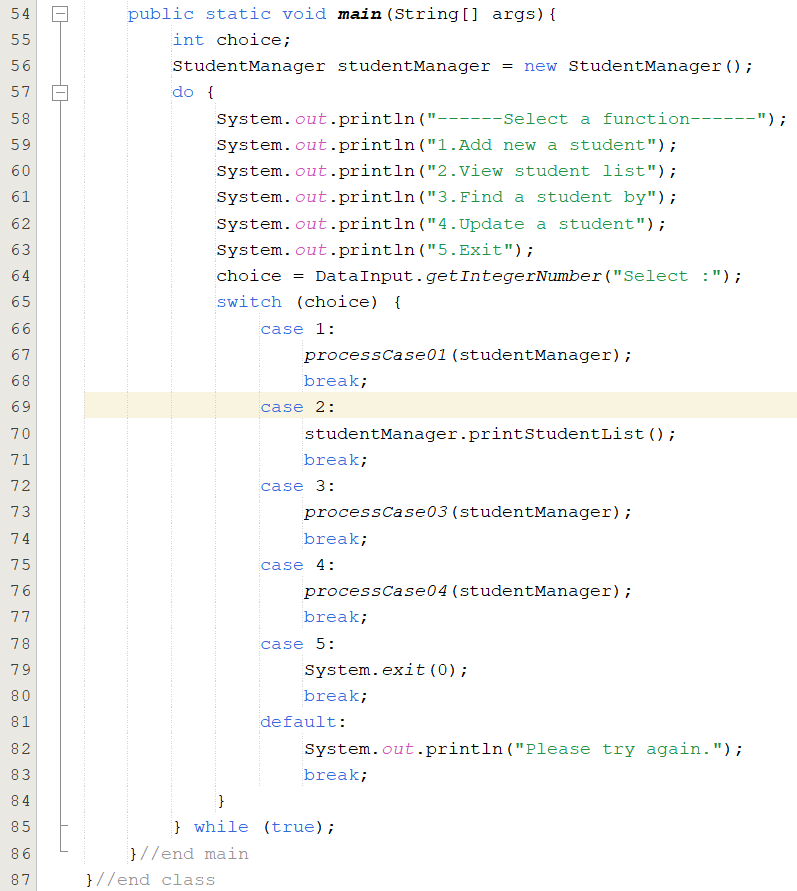 54 public static void main(String[] args){
55 int choice;
56 StudentManager studentManager = new StudentManager();
57 do {
58 System.out.println("------Select a function------");
59 System.out.println("1.Add new a student");
60 System.out.println("2.View student list");
61 System.out.println("3.Find a student by");
62 System.out.println("4.Update a student");
63 System.out.println("5.Exit");
64 choice = DataInput.getIntegerNumber("Select :");
65 switch (choice) {
66 case 1:
67 processCase01(studentManager);
68 break;
69 case 2:
70 studentManager.printStudentList();
71 break;
72 case 3:
73 processCase03(studentManager);
74 break;
75 case 4:
76 processCase04(studentManager);
77 break;
78 case 5:
79 System.exit(0);
80 break;
81 default:
82 System.out.println("Please try again.");
83 break;
84 }
85 } while (true);
86 }//end main
87 }//end class